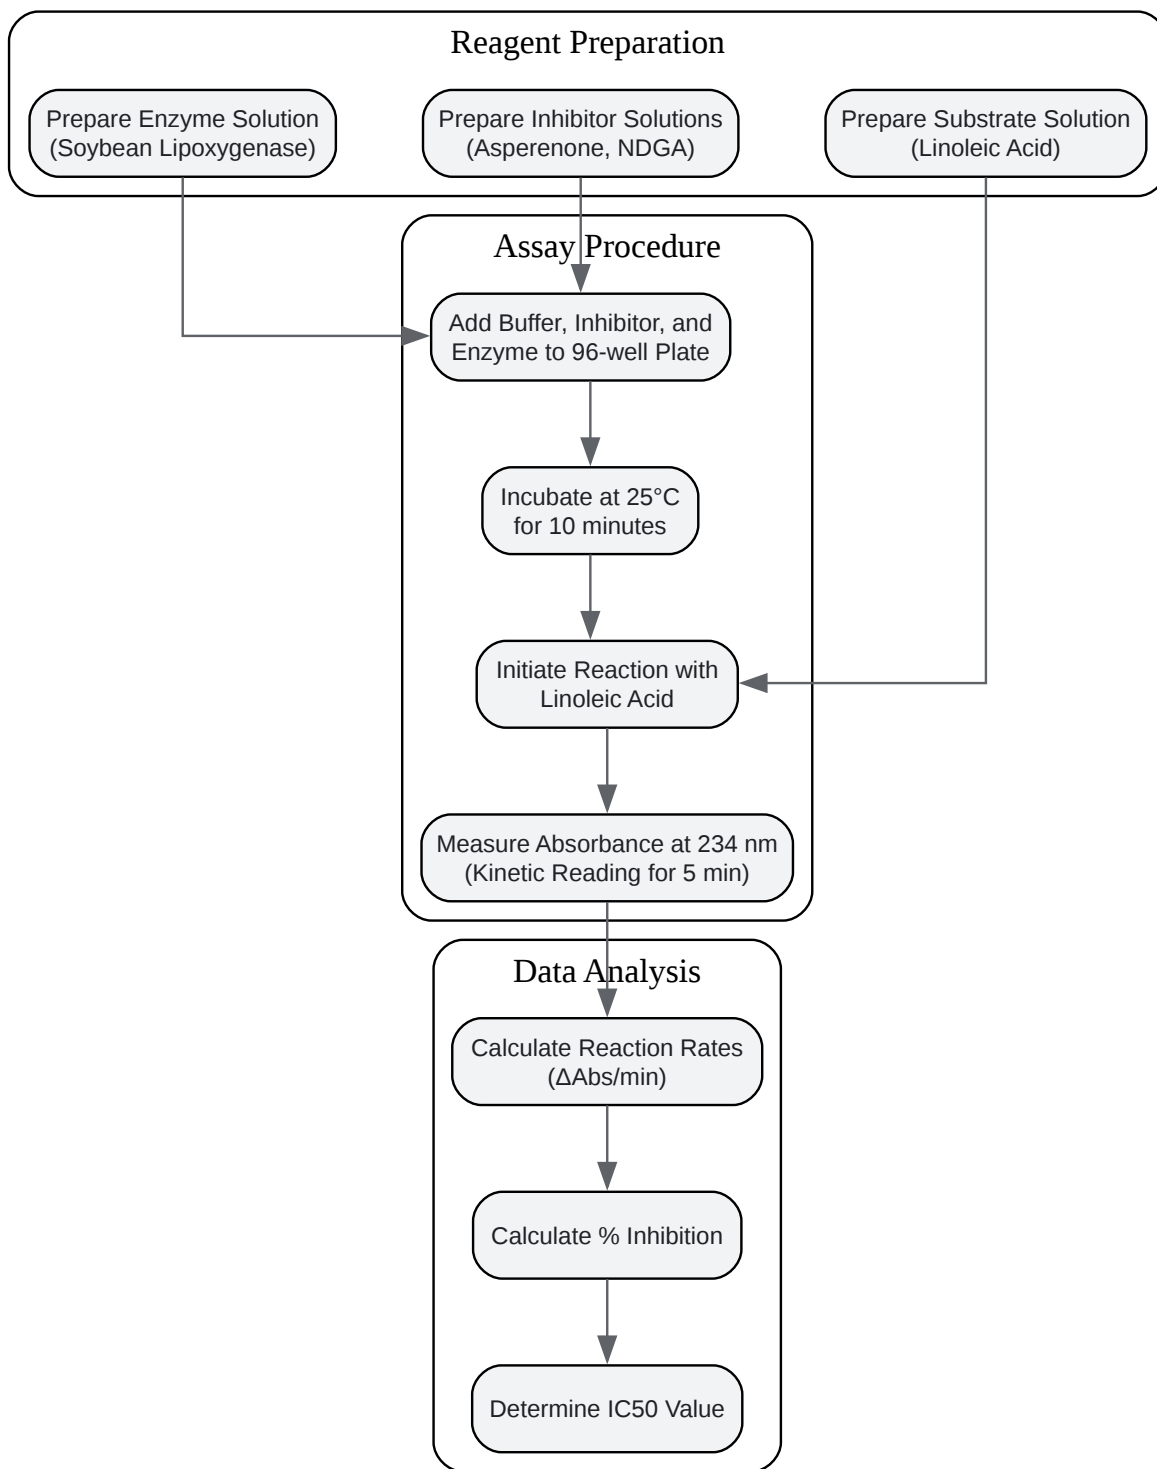 Reagent Preparation
Prepare Enzyme Solution
(Soybean Lipoxygenase)
Prepare Inhibitor Solutions
(Asperenone, NDGA)
Prepare Substrate Solution
(Linoleic Acid)
Assay Procedure
Add Buffer, Inhibitor, and
Enzyme to 96-well Plate
Incubate at 25°C
for 10 minutes
Initiate Reaction with
Linoleic Acid
Measure Absorbance at 234 nm
(Kinetic Reading for 5 min)
Data Analysis
Calculate Reaction Rates
(ΔAbs/min)
Calculate % Inhibition
Determine IC50 Value